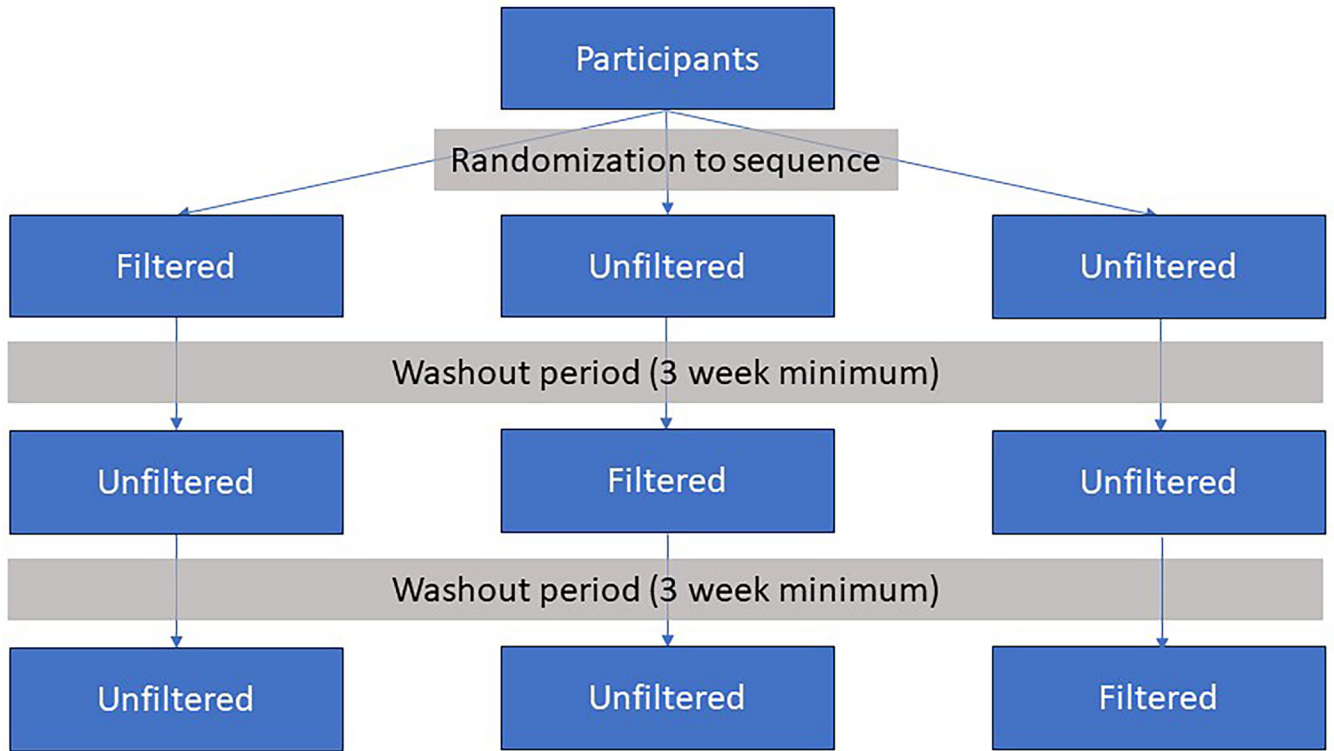 Participants
Randomization to sequence
Filtered
Unfiltered
Unfiltered
Washout period (3 week minimum)
Unfiltered
Filtered
Unfiltered
Washout period (3 week minimum)
Unfiltered
Unfiltered
Filtered